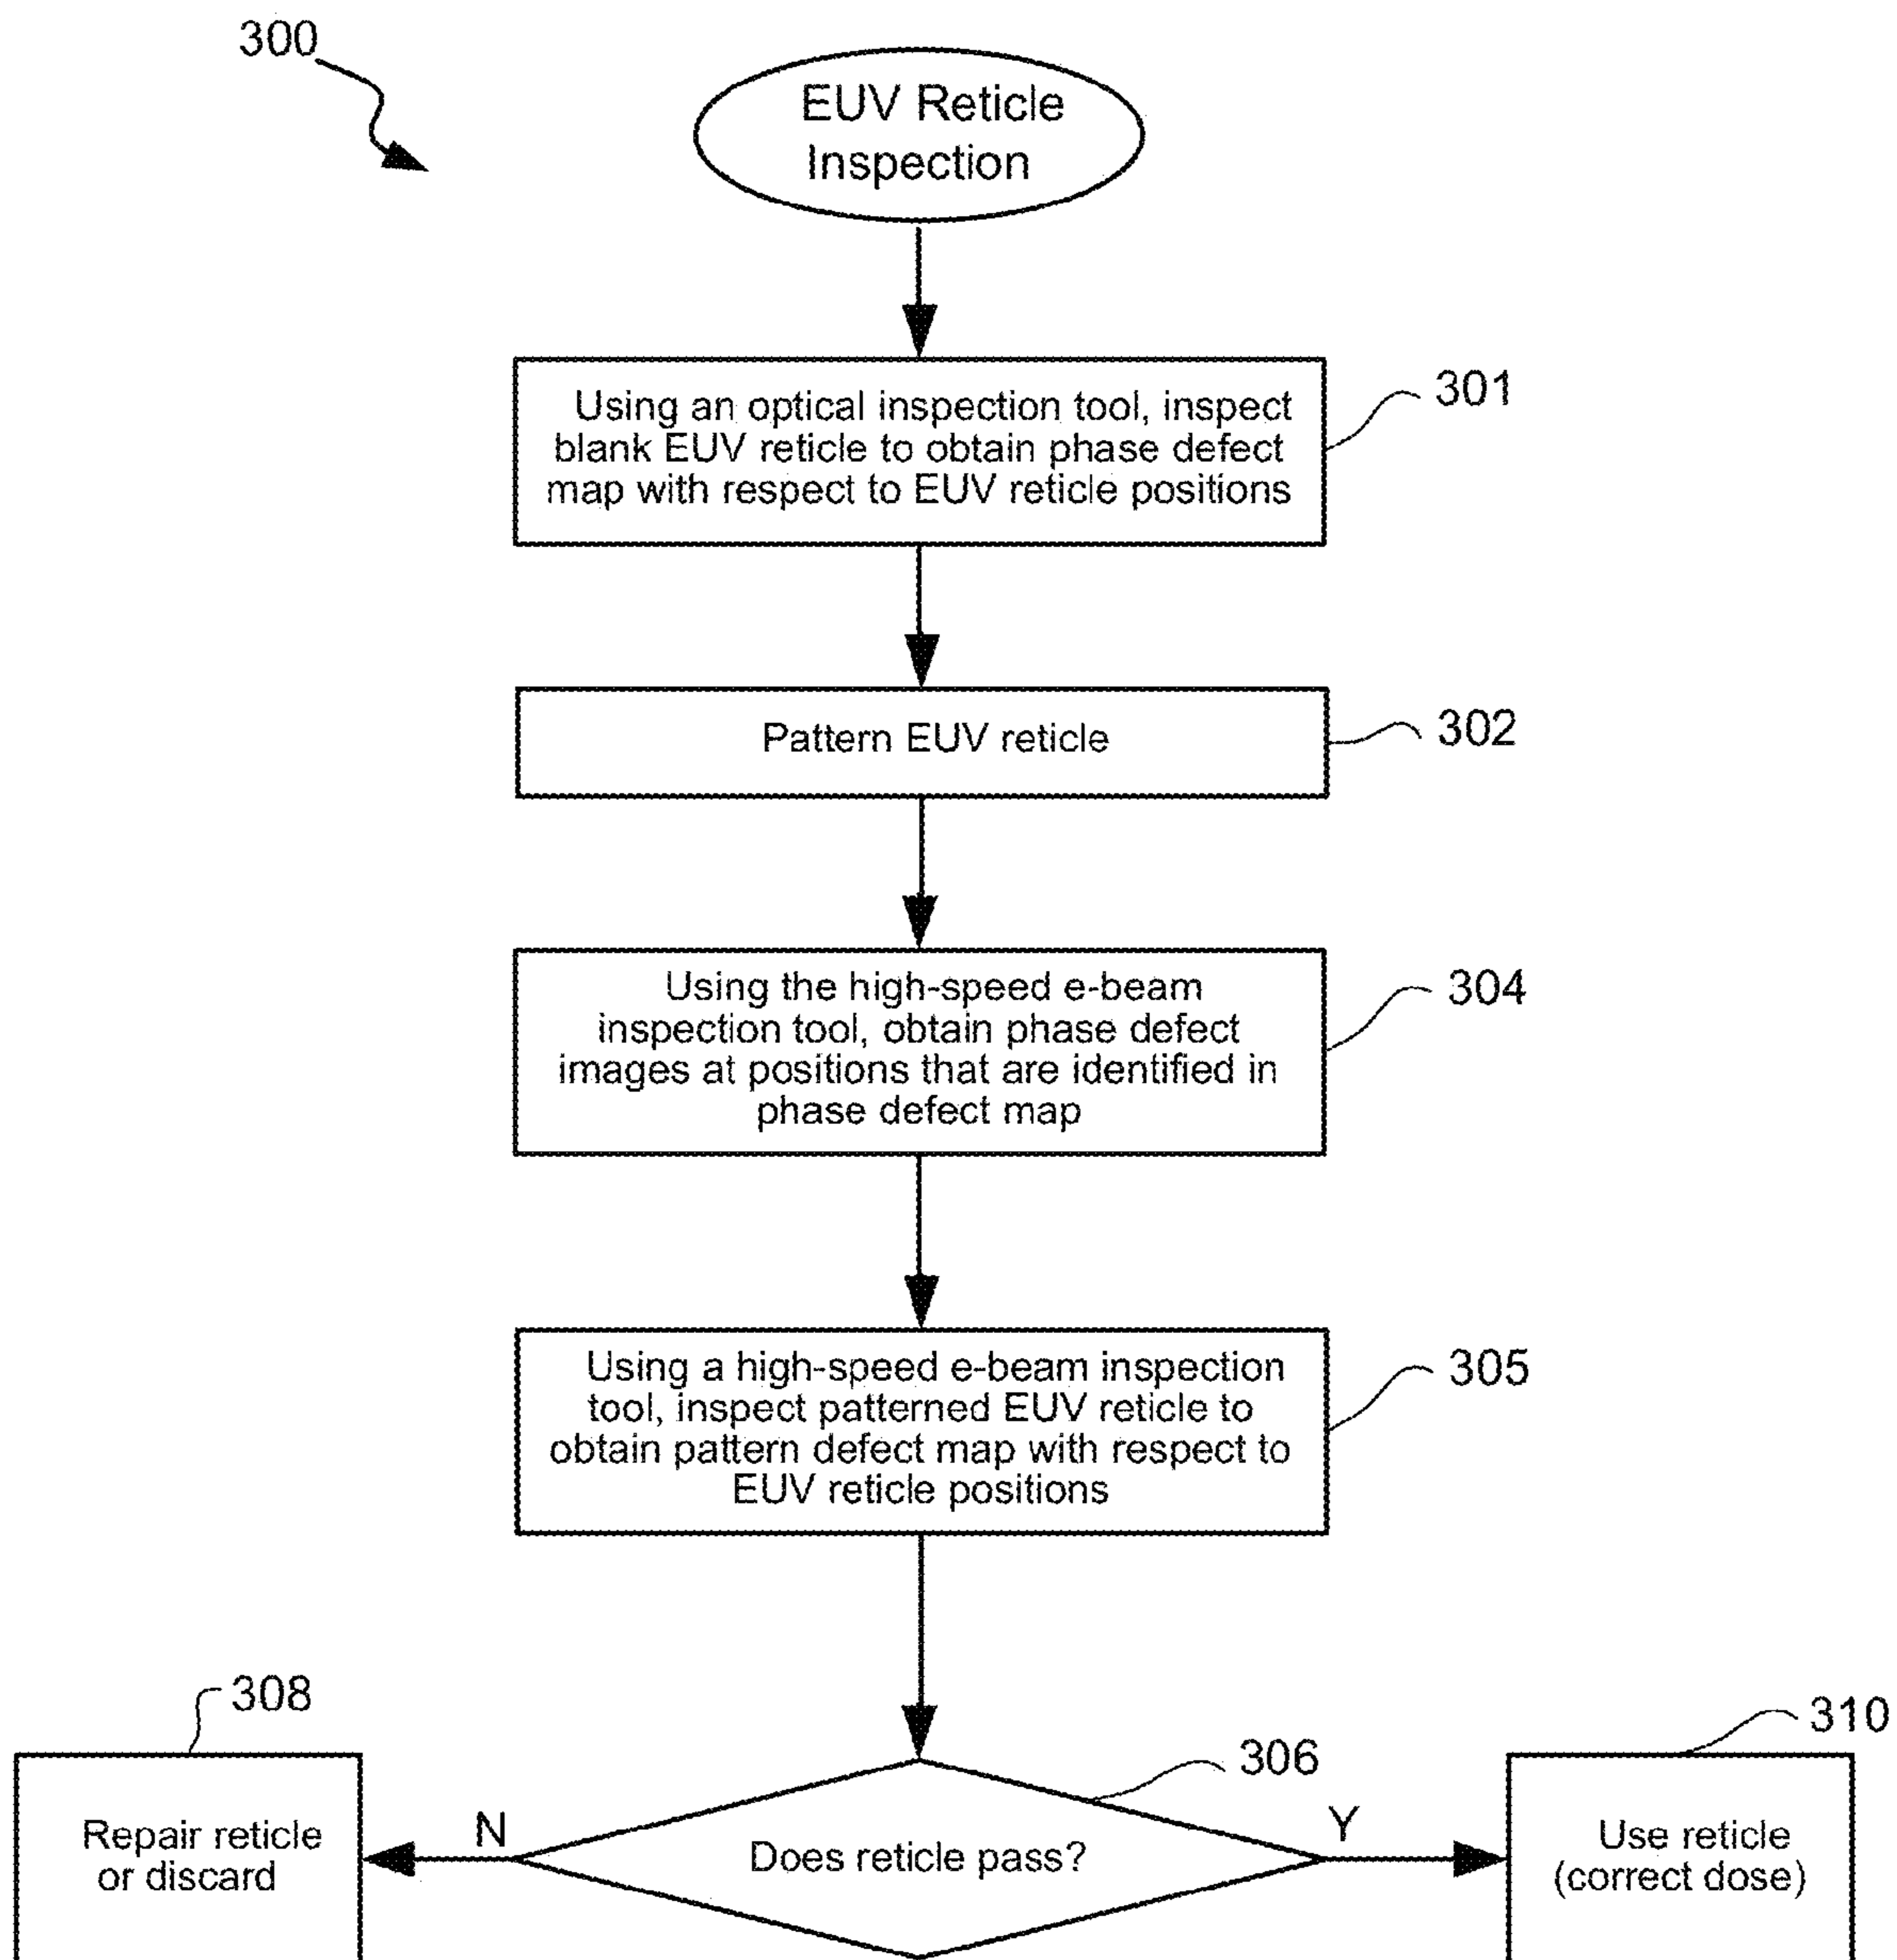 300
EUV Reticle
Inspection
Using an optical inspection tool, inspect
blank EUV reticle to obtain phase defect
map with respect to EUV reticle positions
301
Pattern EUV reticle
302
Using the high-speed e-beam
inspection tool, obtain phase defect
images at positions that are identified in
phase defect map
304
Using a high-speed e-beam inspection
tool, inspect patterned EUV reticle to
obtain pattern defect map with respect to
EUV reticle positions
305
308
Repair reticle
or discard
N
306
Does reticle pass?
Y
310
Use reticle
(correct dose)